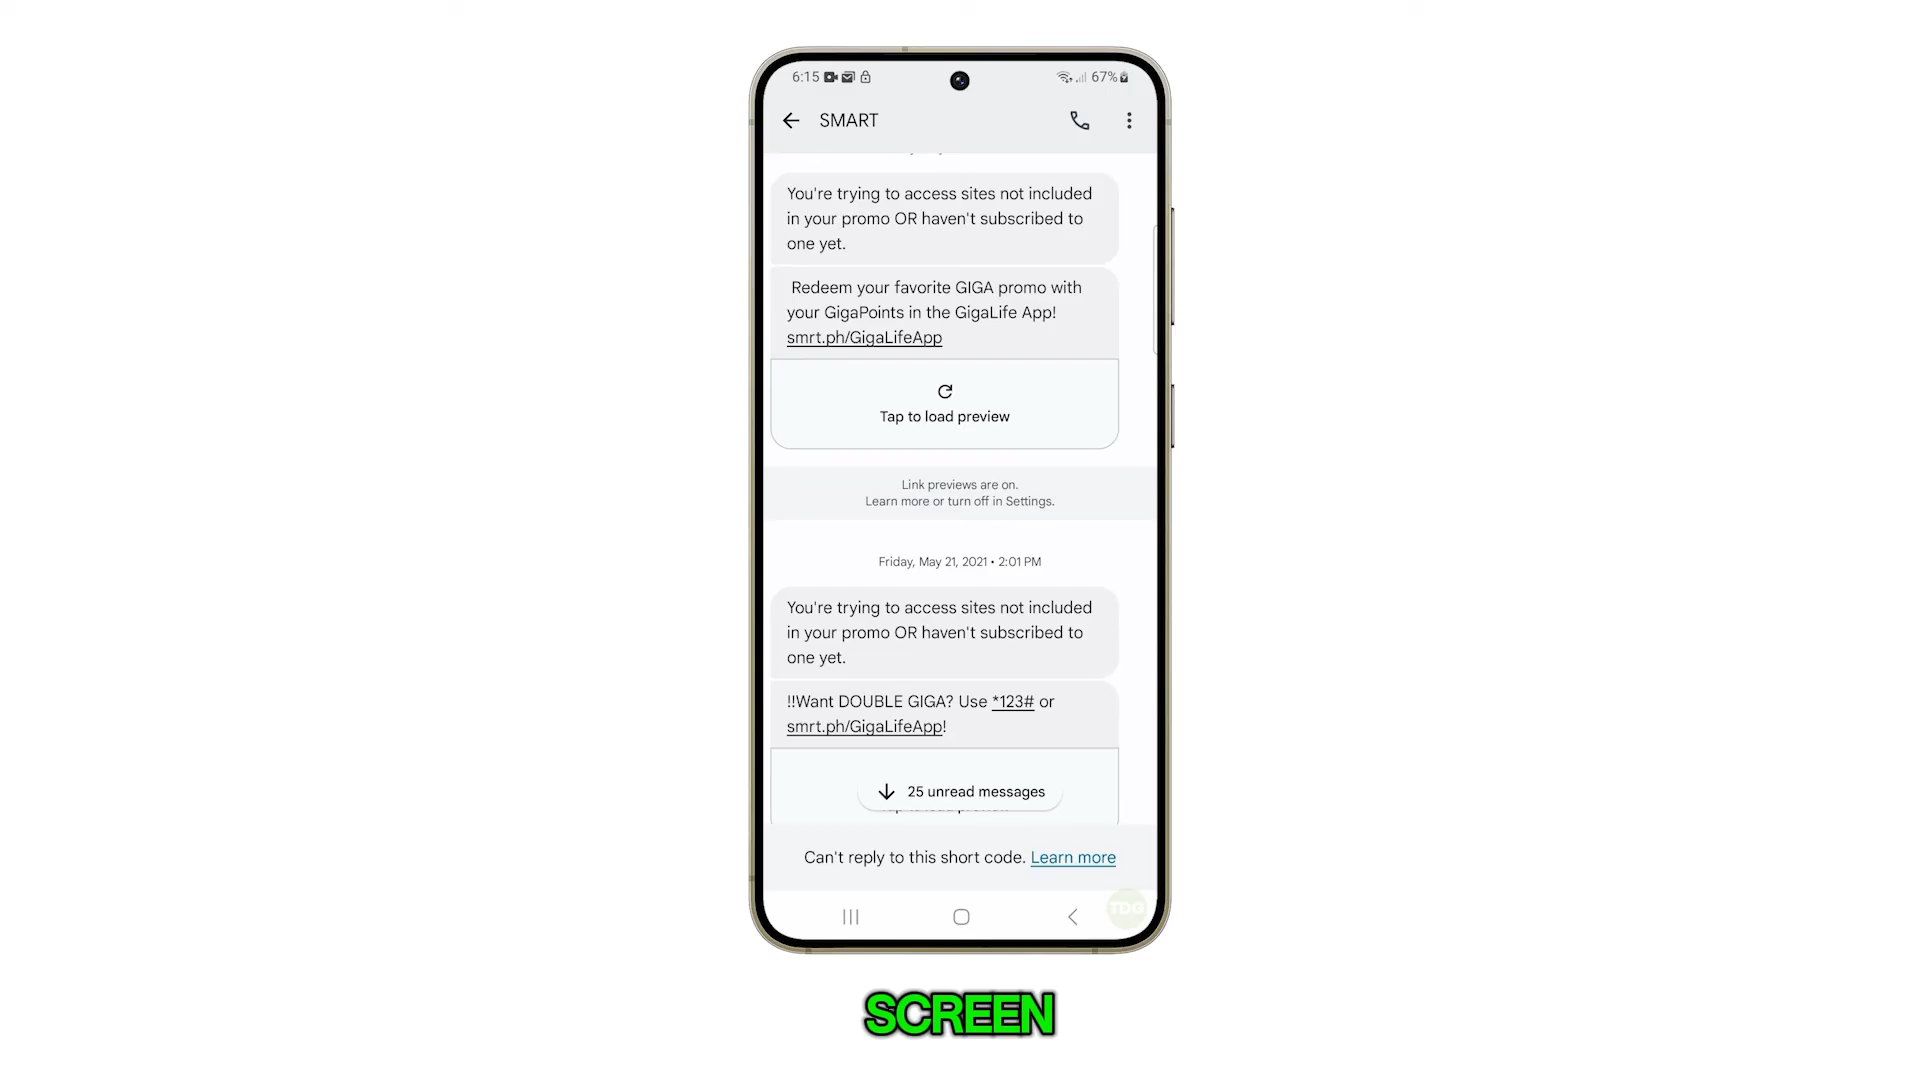 6:15
67%
SMART
You're trying to access sites not included
in your promo OR haven't subscribed to
one yet.
Redeem your favorite GIGA promo with
your GigaPoints in the GigaLife App!
smrt.ph/GigaLifeApp
Tap to load preview
Link previews are on.
Learn more or turn off in Settings.
Friday, May 21, 2021 • 2:01 PM
You're trying to access sites not included
in your promo OR haven't subscribed to
one yet.
!!Want DOUBLE GIGA? Use *123# or
smrt.ph/GigaLifeApp!
25 unread messages
Can't reply to this short code. Learn more
TDG
SCREEN